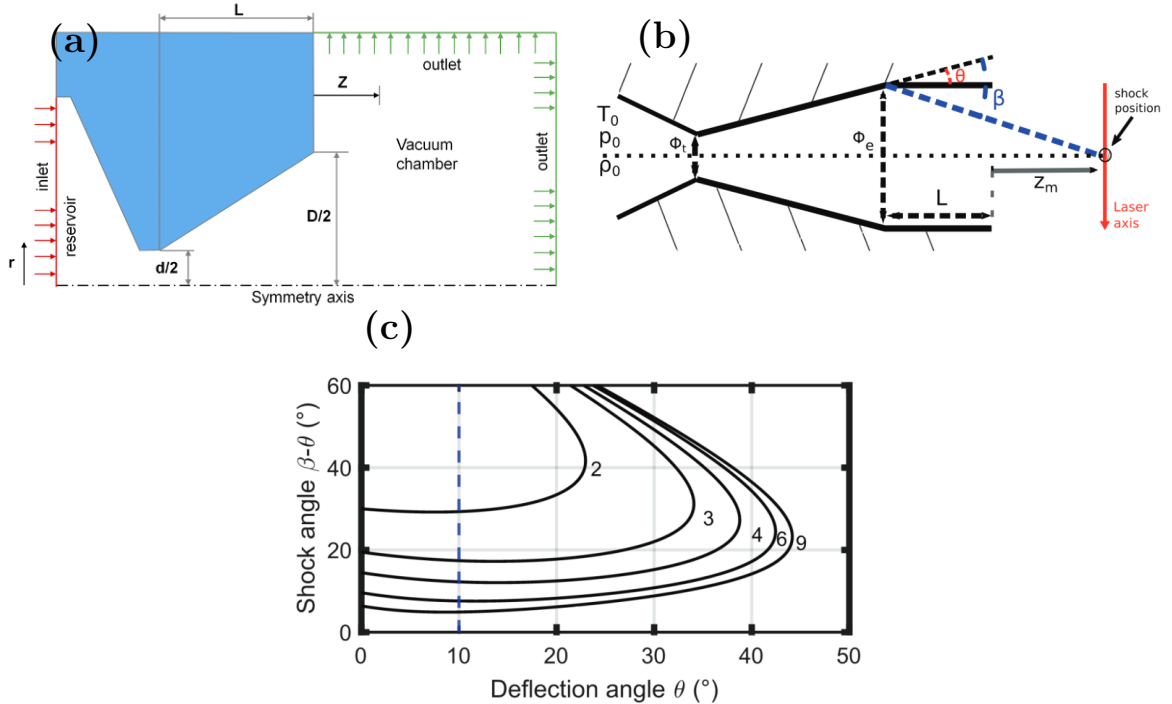 (a)
L
outlet
Z
Vacuum
chamber
inlet
reservoir
outlet
D/2
d/2
r
Symmetry axis
(b)
θ
β
shock
position
T0
p0
ρ0
Φt
Φe
L
Zm
Laser
axis
(c)
Shock angle β-θ (°)
60
40
20
0
2
3
4
6
9
0
10
20
30
40
50
Deflection angle θ (°)